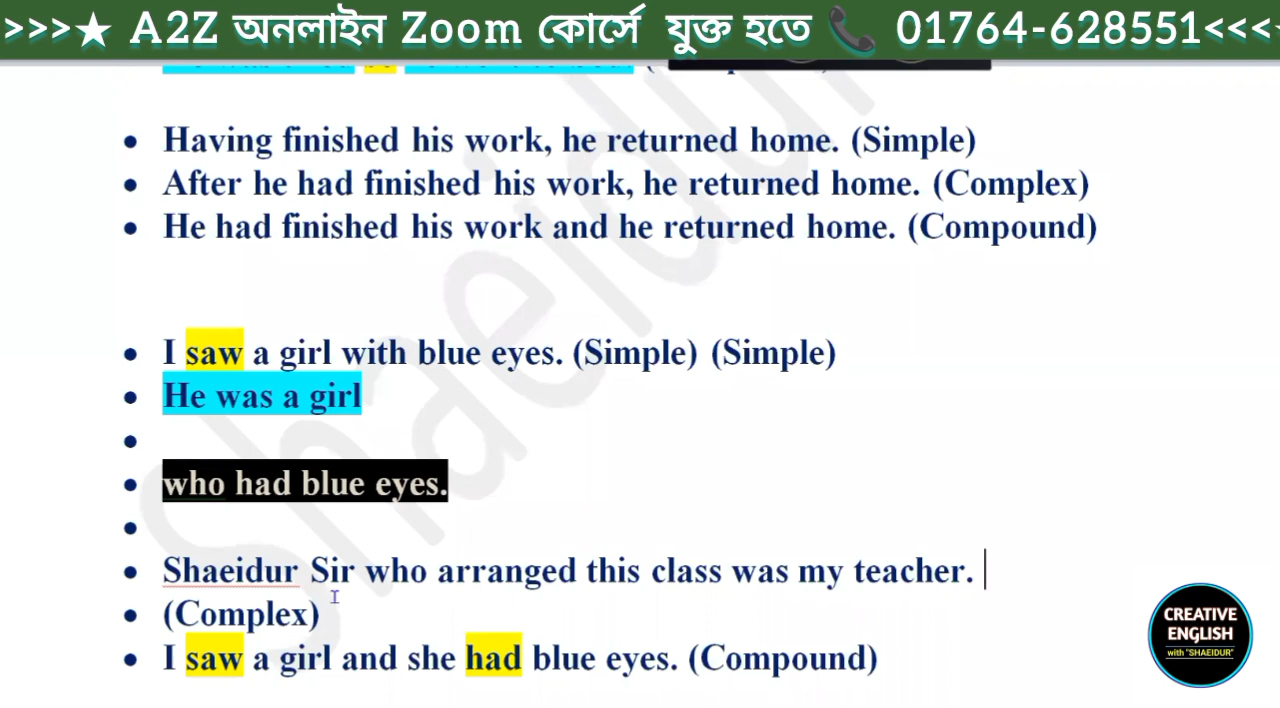 >>>★ A2Z অনলাইন Zoom কোর্সে যুক্ত হতে 📞 01764-628551<<<
• Having finished his work, he returned home. (Simple)
• After he had finished his work, he returned home. (Complex)
• He had finished his work and he returned home. (Compound)
• I saw a girl with blue eyes. (Simple) (Simple)
• He was a girl
•
• who had blue eyes.
•
• Shaeidur Sir who arranged this class was my teacher.
• (Complex)
• I saw a girl and she had blue eyes. (Compound)
CREATIVE
ENGLISH
with "SHAEIDUR"
Shaeidur